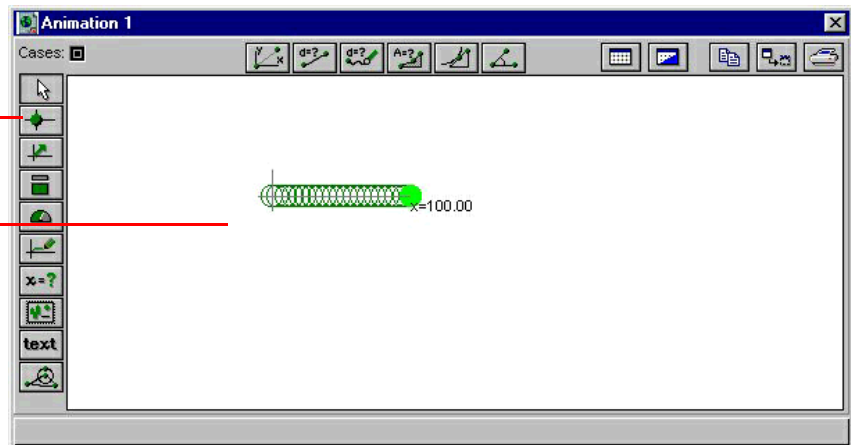 Animation 1
Cases:
y x
d=?
d=?
A=?
x=100.00
x=?
text